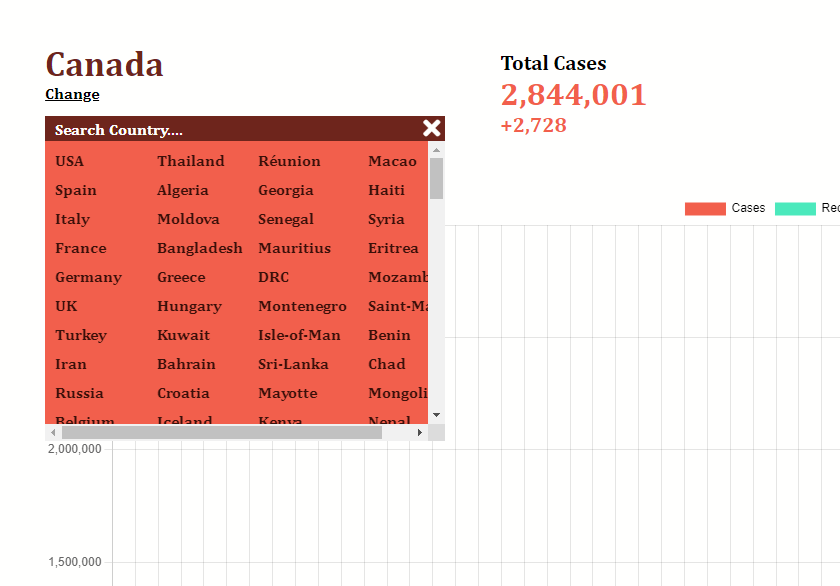 Canada
Change
Total Cases
2,844,001
+2,728
Search Country....
USA Thailand Réunion Macao
Spain Algeria Georgia Haiti
Italy Moldova Senegal Syria
France Bangladesh Mauritius Eritrea
Germany Greece DRC Mozamb
UK Hungary Montenegro Saint-Ma
Turkey Kuwait Isle-of-Man Benin
Iran Bahrain Sri-Lanka Chad
Russia Croatia Mayotte Mongoli
Belgium Iceland Kenya Nepal
Cases Rec
2,000,000
1,500,000